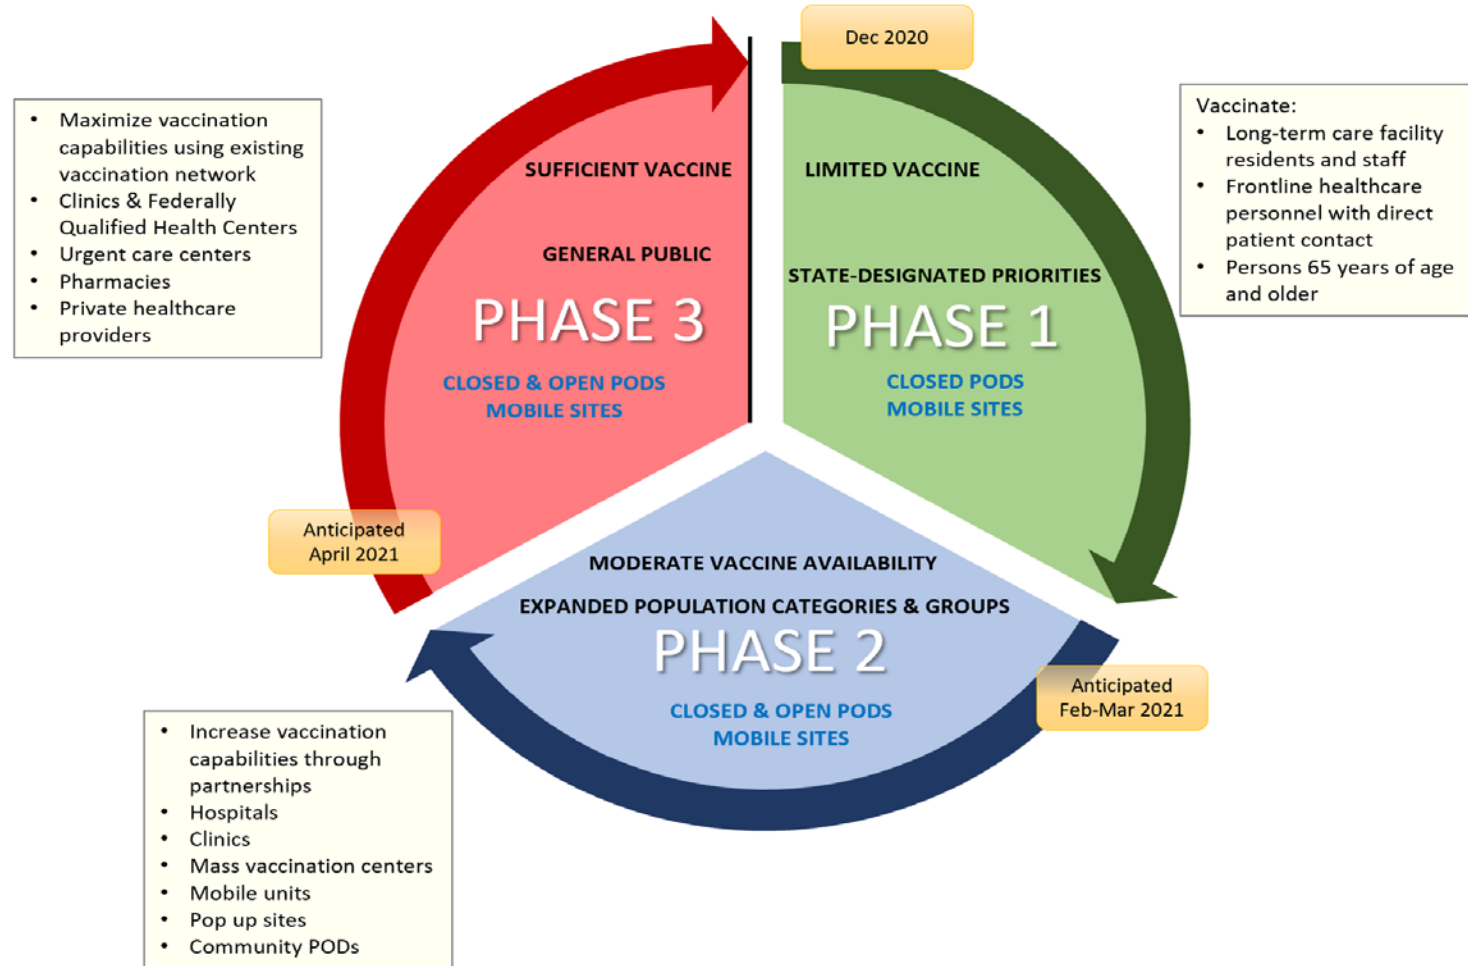 Dec 2020
Vaccinate:
• Long-term care facility
residents and staff
• Frontline healthcare
personnel with direct
patient contact
• Persons 65 years of age
and older
LIMITED VACCINE
STATE-DESIGNATED PRIORITIES
PHASE 1
CLOSED PODS
MOBILE SITES
Anticipated
Feb-Mar 2021
MODERATE VACCINE AVAILABILITY
EXPANDED POPULATION CATEGORIES & GROUPS
PHASE 2
CLOSED & OPEN PODS
MOBILE SITES
• Increase vaccination
capabilities through
partnerships
• Hospitals
• Clinics
• Mass vaccination centers
• Mobile units
• Pop up sites
• Community PODs
Anticipated
April 2021
SUFFICIENT VACCINE
GENERAL PUBLIC
PHASE 3
CLOSED & OPEN PODS
MOBILE SITES
• Maximize vaccination
capabilities using existing
vaccination network
• Clinics & Federally
Qualified Health Centers
• Urgent care centers
• Pharmacies
• Private healthcare
providers